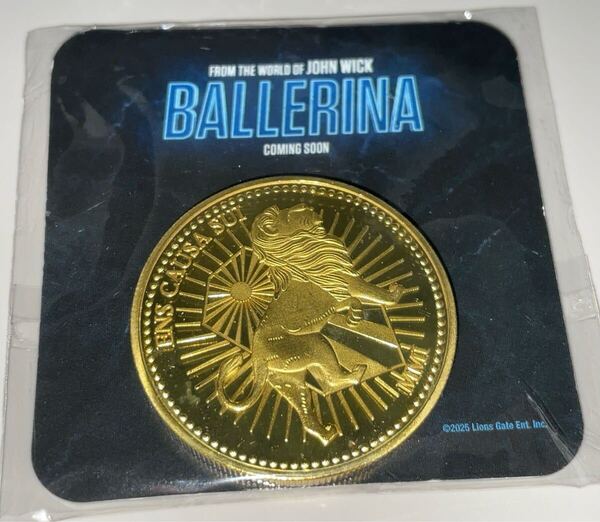 FROM THE WORLD OF JOHN WICK
BALLERINA
COMING SOON
ENS CAUSA SUI
MMI
©2025 Lions Gate Ent. Inc.